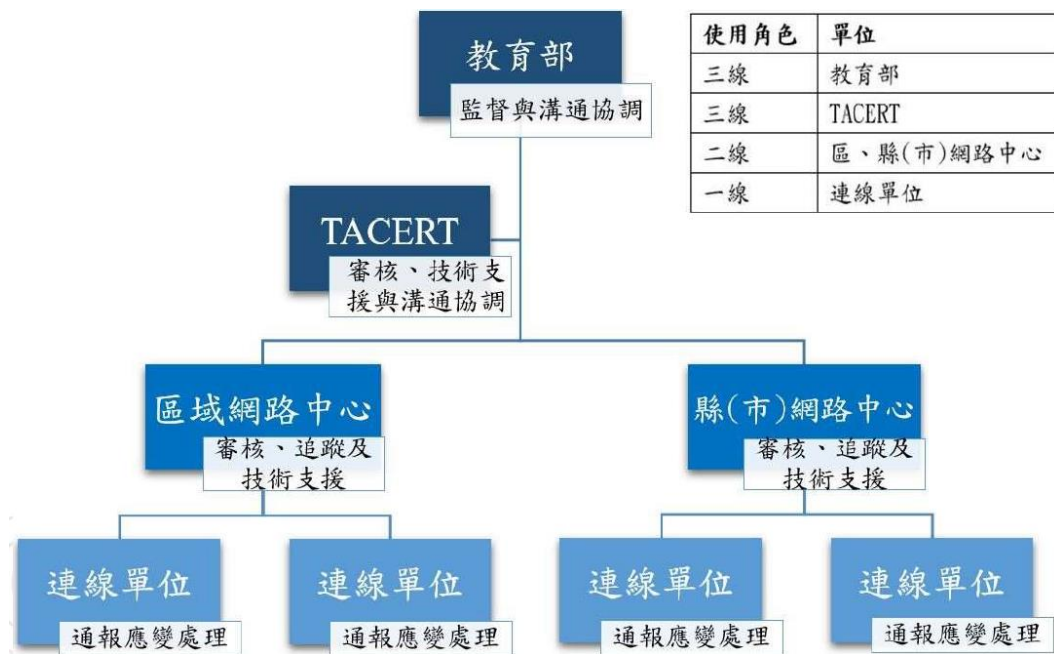 教育部
監督與溝通協調
使用角色 單位
三線 教育部
三線 TACERT
二線 區、縣(市)網路中心
一線 連線單位
TACERT
審核、技術支
援與溝通協調
區域網路中心
審核、追蹤及
技術支援
縣(市)網路中心
審核、追蹤及
技術支援
連線單位
通報應變處理
連線單位
通報應變處理
連線單位
通報應變處理
連線單位
通報應變處理